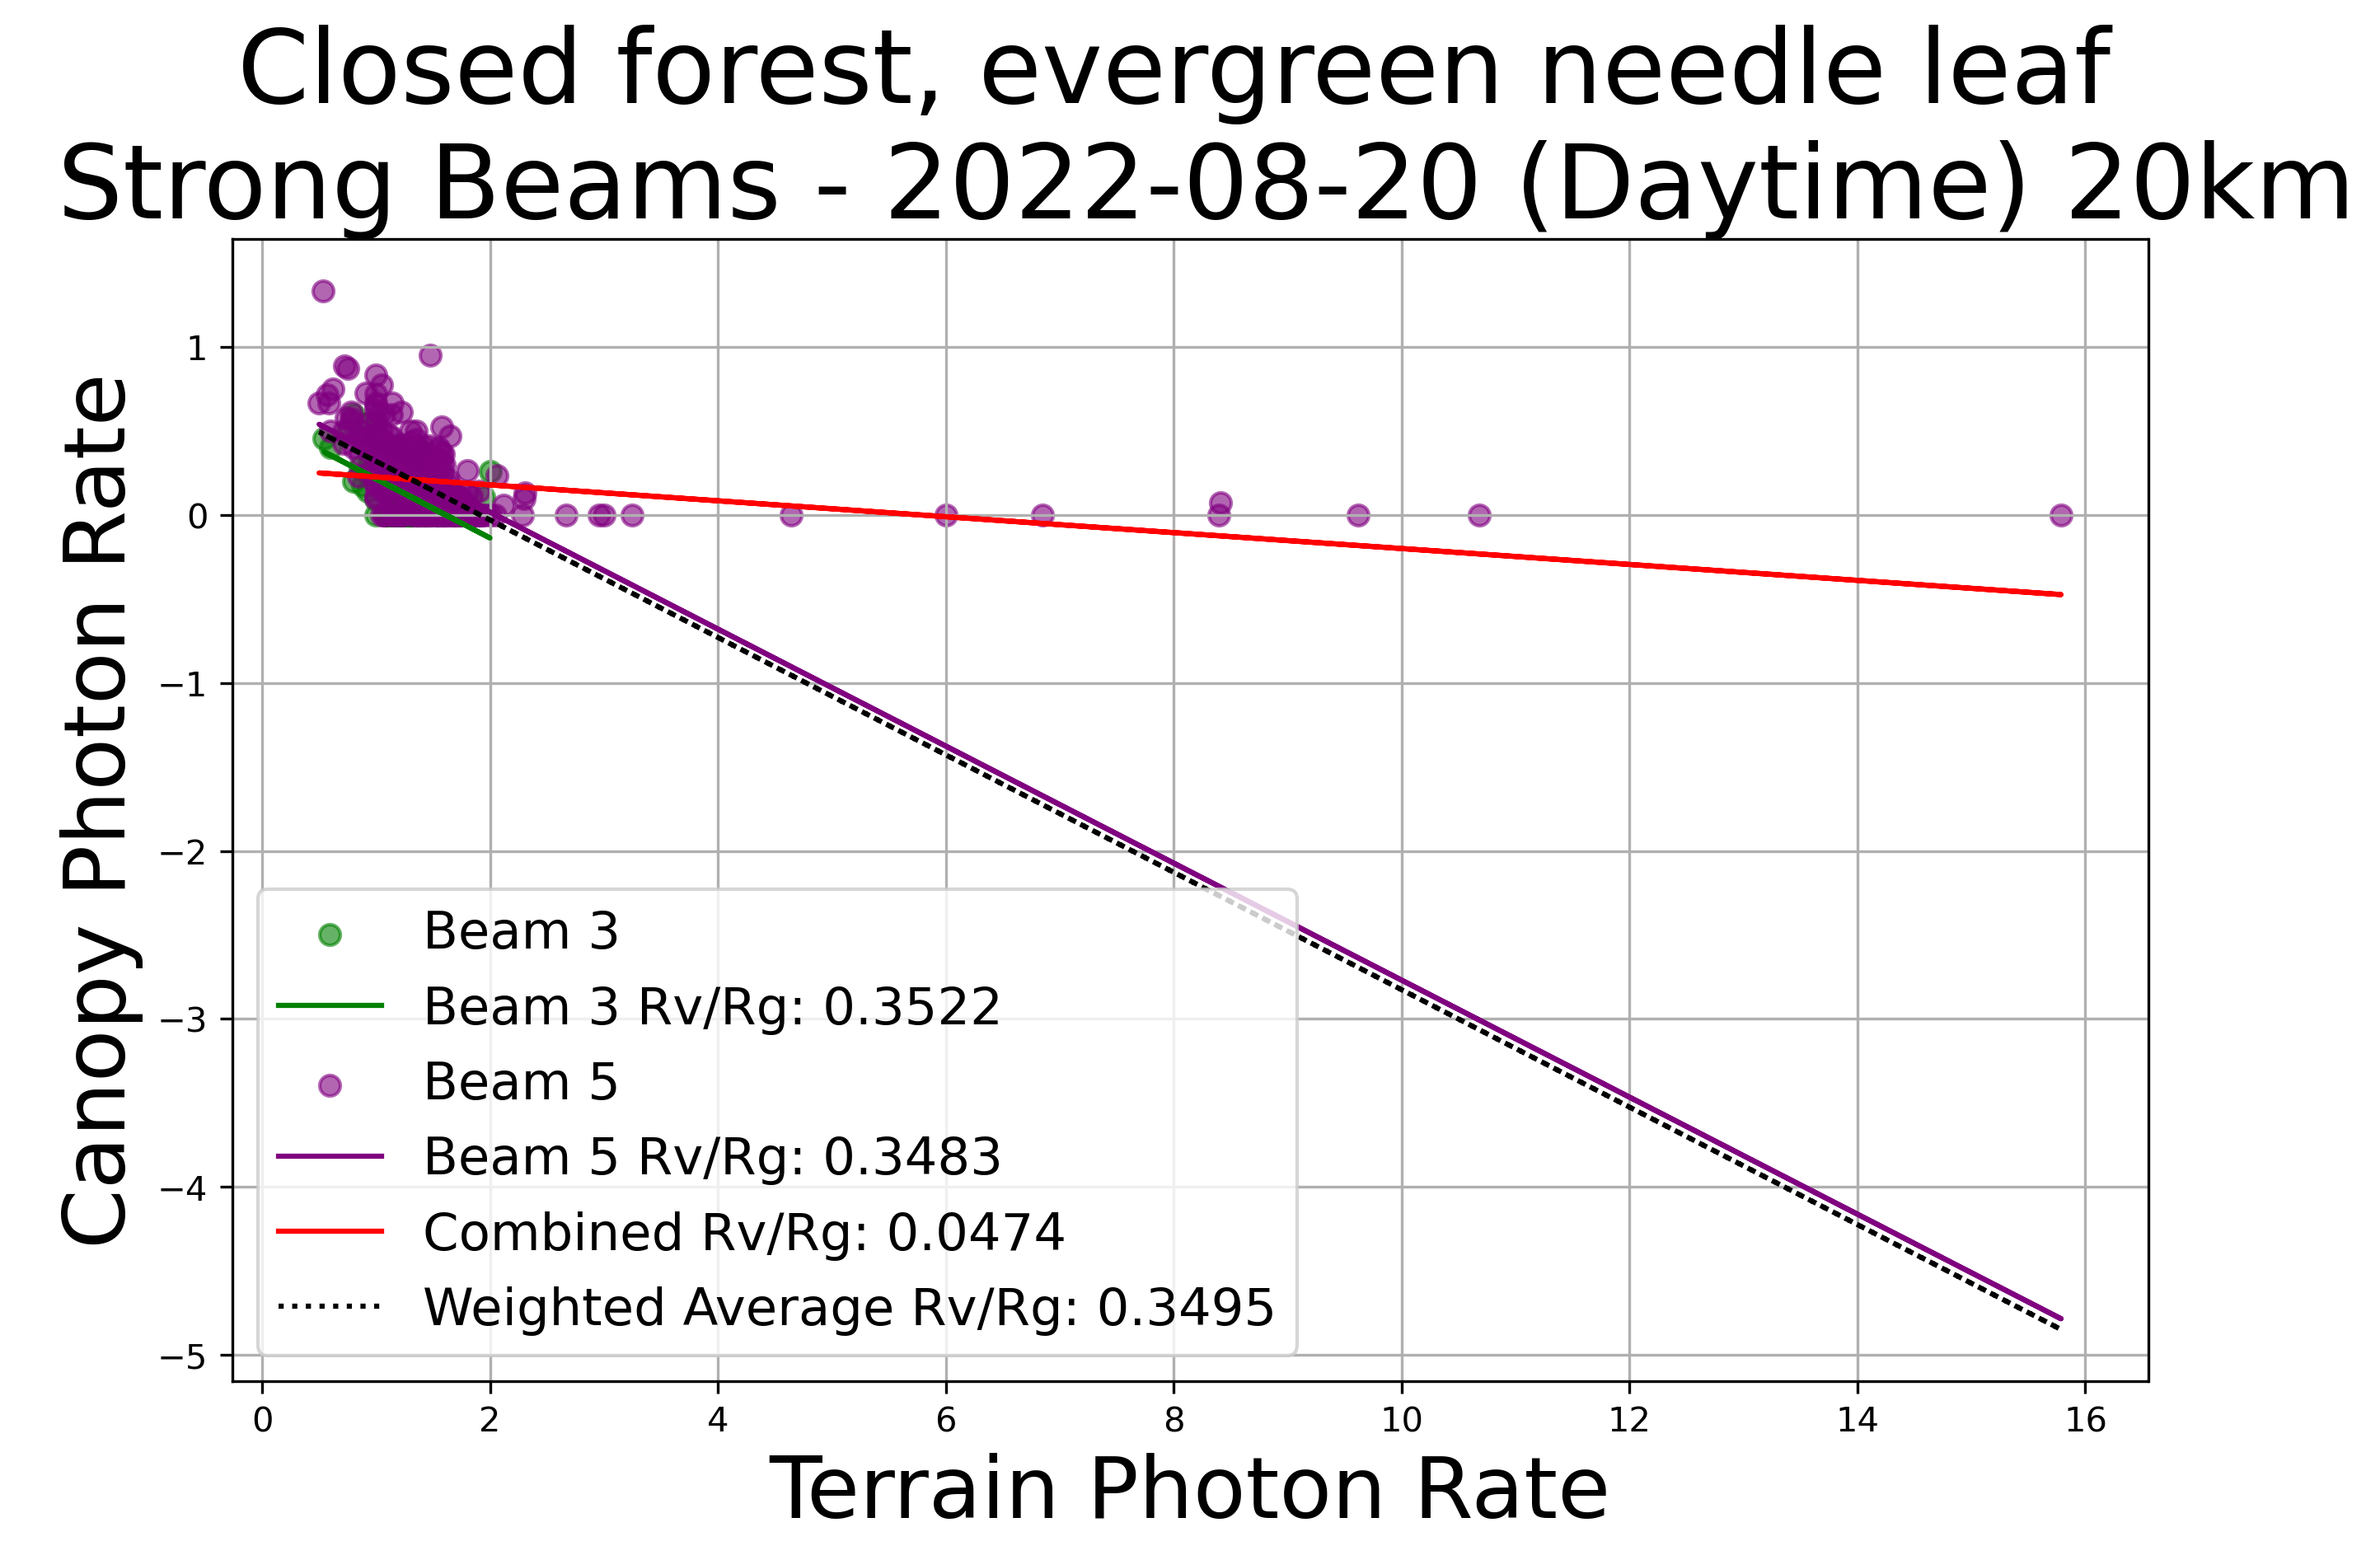 Closed forest, evergreen needle leaf
Strong Beams - 2022-08-20 (Daytime) 20km
Canopy Photon Rate
1
0
−1
−2
−3
−4
−5
Beam 3
Beam 3 Rv/Rg: 0.3522
Beam 5
Beam 5 Rv/Rg: 0.3483
Combined Rv/Rg: 0.0474
Weighted Average Rv/Rg: 0.3495
0 2 4 6 8 10 12 14 16
Terrain Photon Rate